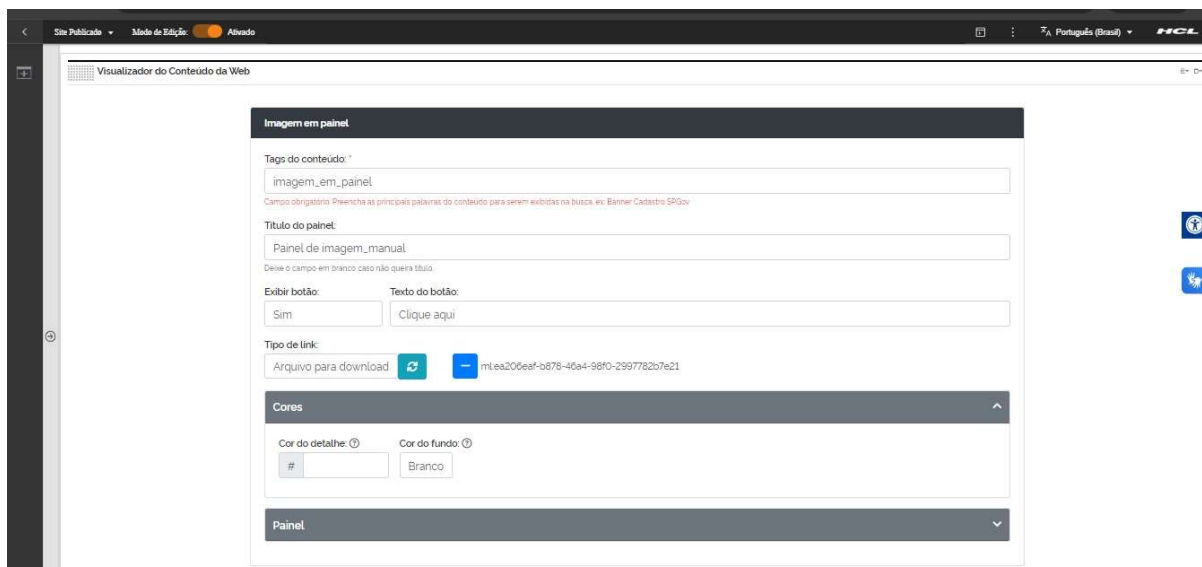 Site Publicado Modo de Edição: Ativado Português (Brasil) HCL
Visualizador do Conteúdo da Web
Imagem em painel
Tags do conteúdo: *
imagem_em_painel
Campo obrigatório. Preencha as principais palavras do conteúdo para serem exibidas na busca, ex: Banner Cadastro SPGov
Título do painel:
Painel de imagem_manual
Deixe o campo em branco caso não queira título.
Exibir botão: Texto do botão:
Sim Clique aqui
Tipo de link:
Arquivo para download ml:ea206eaf-b878-46a4-98f0-2997782b7e21
Cores
Cor do detalhe: Cor do fundo:
# Branco
Painel